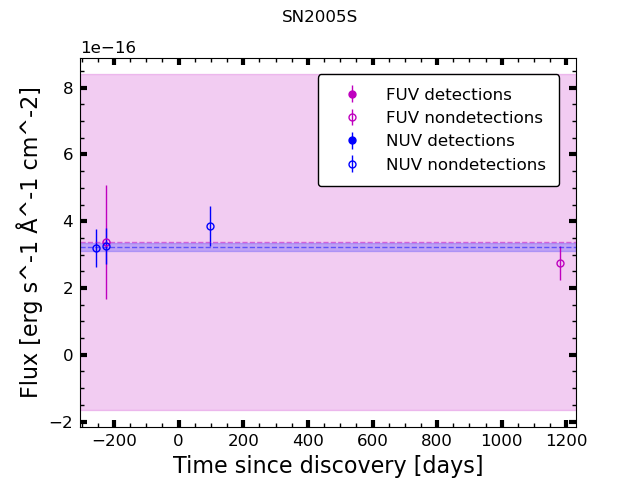 SN2005S
1e−16
8
6
4
2
0
−2
Flux [erg s^-1 Å^-1 cm^-2]
FUV detections
FUV nondetections
NUV detections
NUV nondetections
−200 0 200 400 600 800 1000 1200
Time since discovery [days]